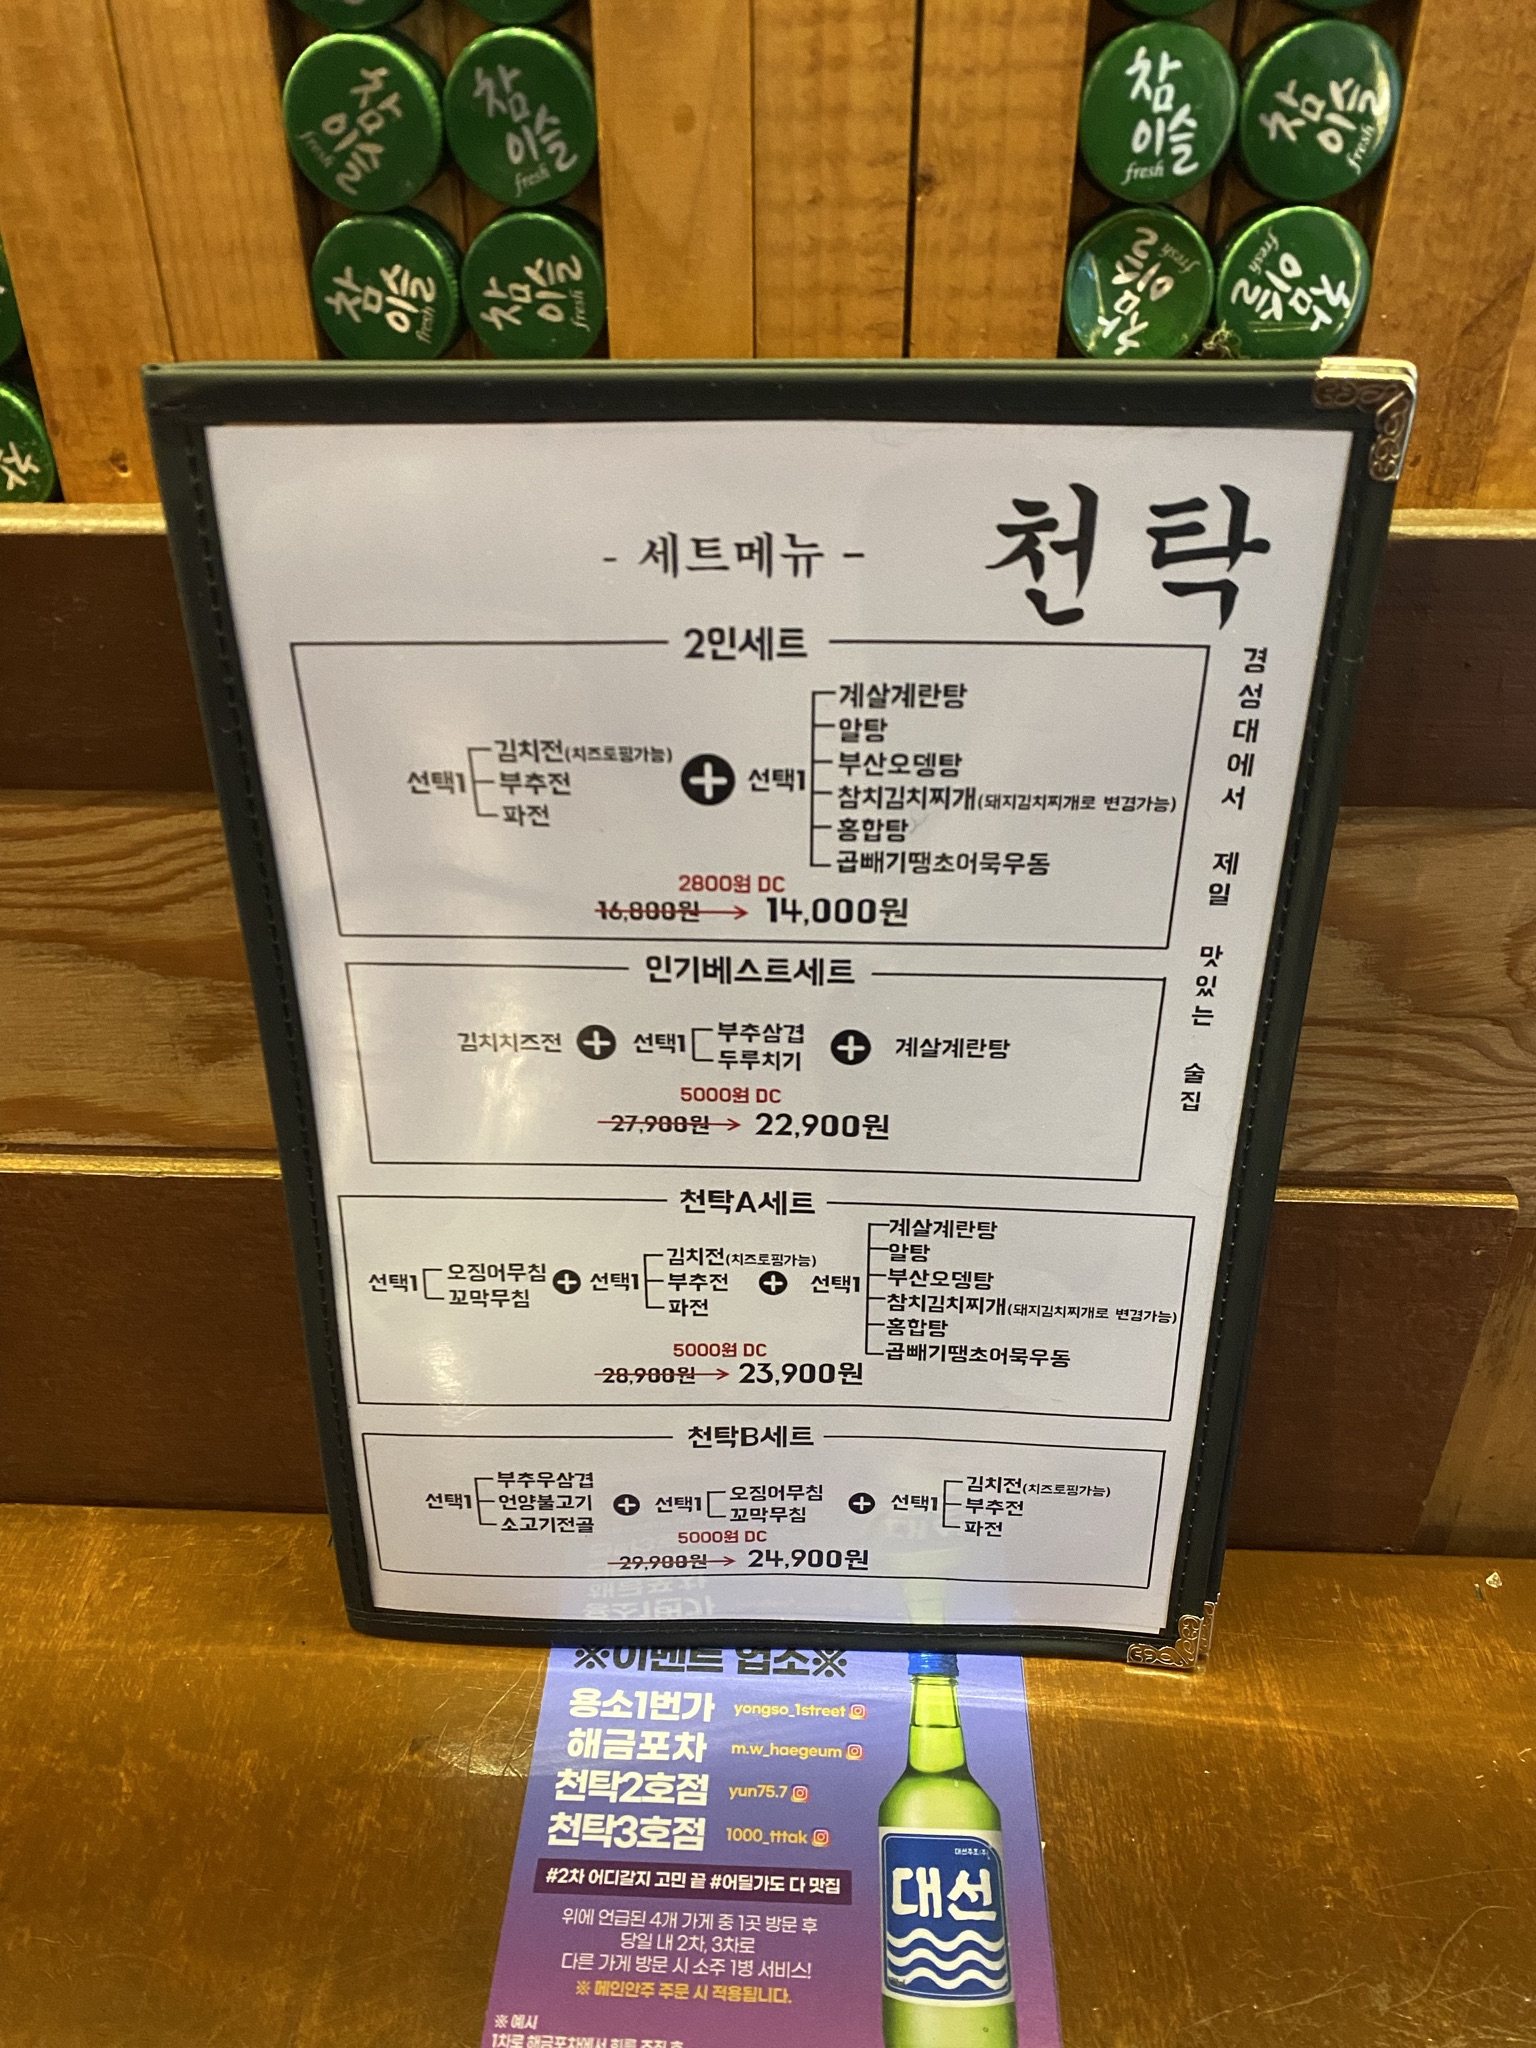 참이슬 fresh
참이슬 fresh
참이슬 fresh
참이슬 fresh
참이슬 fresh
참이슬 fresh
참이슬 fresh
참이슬 fresh
천탁
- 세트메뉴 -
경성대에서 제일 맛있는 술집
2인세트
선택1
김치전(치즈토핑가능)
부추전
파전
선택1
계살계란탕
알탕
부산오뎅탕
참치김치찌개(돼지김치찌개로 변경가능)
홍합탕
곱빼기땡초어묵우동
2800원 DC
16,800원 → 14,000원
인기베스트세트
김치치즈전 + 선택1
부추삼겹
두루치기
+ 계살계란탕
5000원 DC
27,900원 → 22,900원
천탁A세트
선택1
오징어무침
꼬막무침
+ 선택1
김치전(치즈토핑가능)
부추전
파전
+ 선택1
계살계란탕
알탕
부산오뎅탕
참치김치찌개(돼지김치찌개로 변경가능)
홍합탕
곱빼기땡초어묵우동
5000원 DC
28,900원 → 23,900원
천탁B세트
선택1
부추우삼겹
언양불고기
소고기전골
+ 선택1
오징어무침
꼬막무침
+ 선택1
김치전(치즈토핑가능)
부추전
파전
5000원 DC
29,900원 → 24,900원
※이벤트 업소※
용소1번가 yongso_1street
해금포차 m.w_haegeum
천탁2호점 yun75.7
천탁3호점 1000_tttak
#2차 어디갈지 고민 끝 #어딜가도 다 맛집
위에 언급된 4개 가게 중 1곳 방문 후
당일 내 2차, 3차로
다른 가게 방문 시 소주 1병 서비스!
※ 메인안주 주문 시 적용됩니다.
※ 예시
1차로 해금포차에서
대선주조(주)
대선